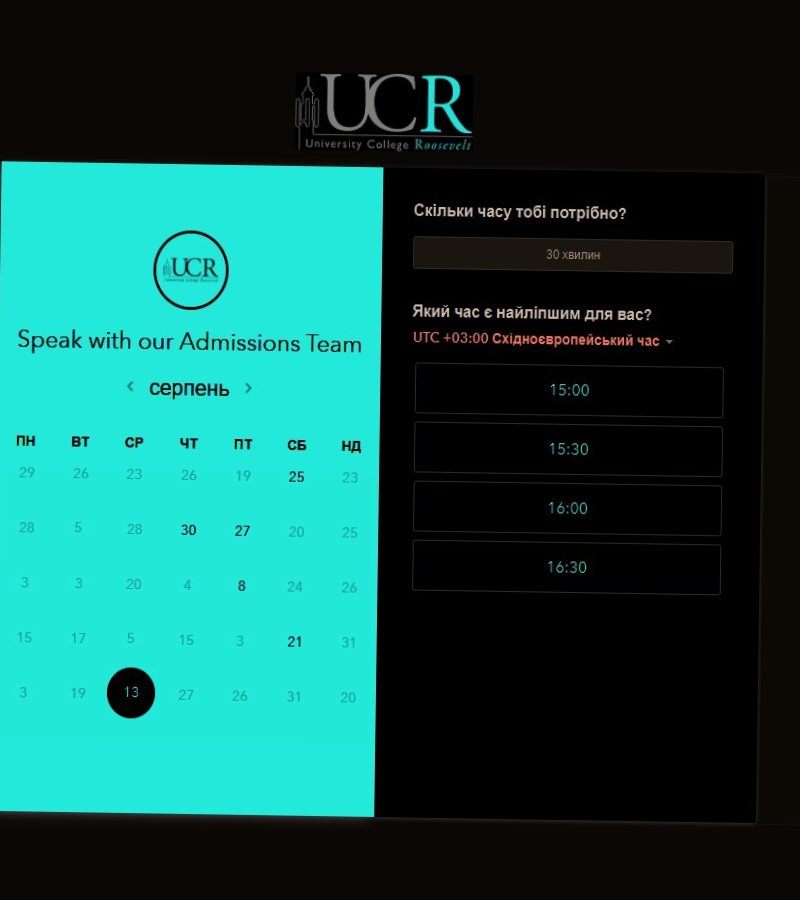 UCR
University College Roosevelt
UCR
University College Roosevelt
Speak with our Admissions Team
серпень
ПН ВТ СР ЧТ ПТ СБ НД
29 26 23 26 19 25 23
28 5 28 30 27 20 25
3 3 20 4 8 24 26
15 17 5 15 3 21 31
3 19 13 27 26 31 20
Скільки часу тобі потрібно?
30 хвилин
Який час є найліпшим для вас?
UTC +03:00 Східноєвропейський час
15:00
15:30
16:00
16:30